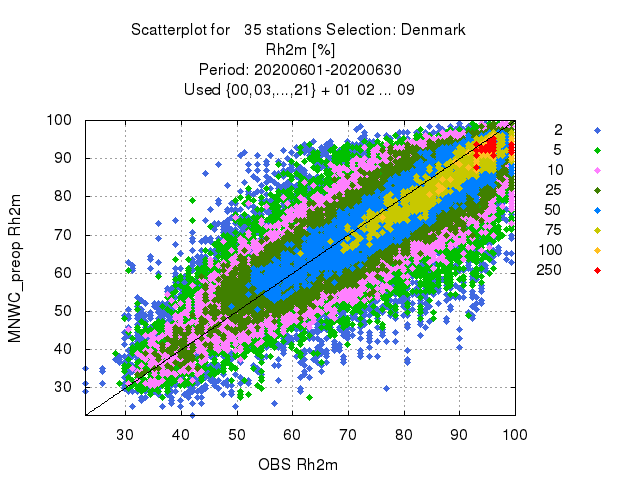 Scatterplot for 35 stations Selection: Denmark
Rh2m [%]
Period: 20200601-20200630
Used {00,03,...,21} + 01 02 ... 09
100
90
80
70
60
50
40
30
MNWC_preop Rh2m
30 40 50 60 70 80 90 100
OBS Rh2m
2
5
10
25
50
75
100
250